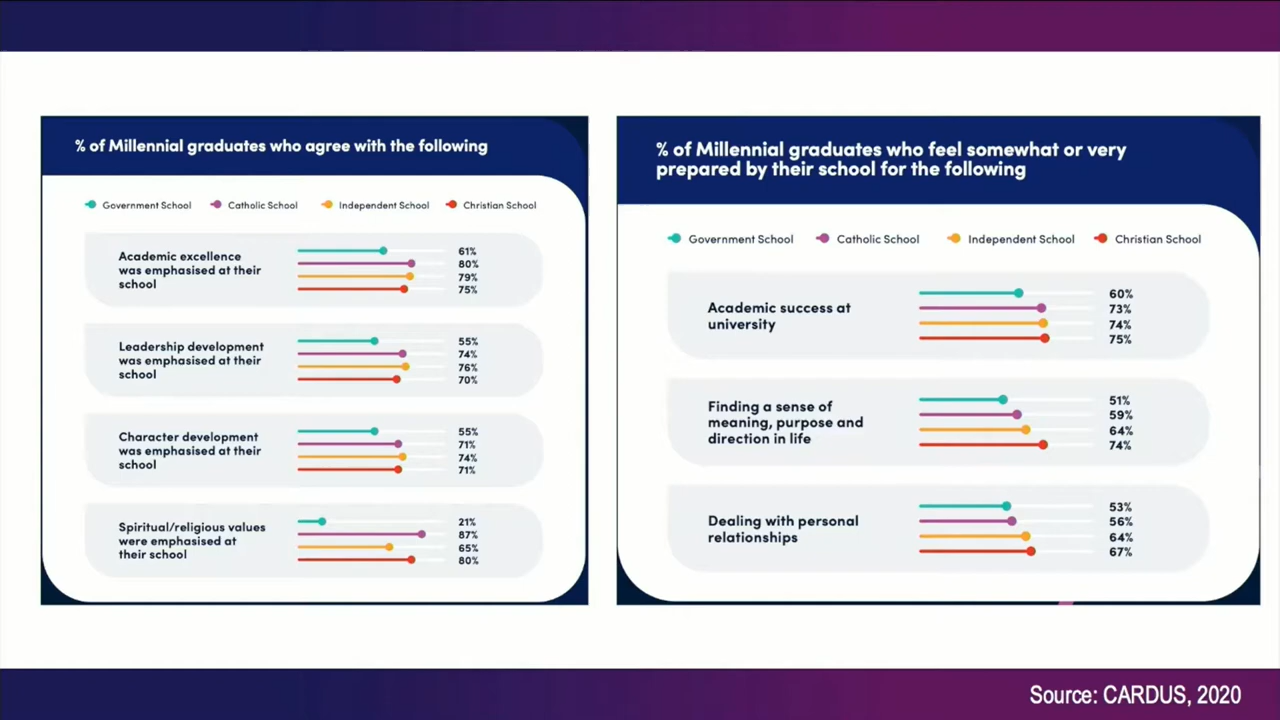 % of Millennial graduates who agree with the following
Government School
Catholic School
Independent School
Christian School
Academic excellence
was emphasised at their
school
61%
80%
79%
75%
Leadership development
was emphasised at their
school
55%
74%
76%
70%
Character development
was emphasised at their
school
55%
71%
74%
71%
Spiritual/religious values
were emphasised at
their school
21%
87%
65%
80%
% of Millennial graduates who feel somewhat or very
prepared by their school for the following
Government School
Catholic School
Independent School
Christian School
Academic success at
university
60%
73%
74%
75%
Finding a sense of
meaning, purpose and
direction in life
51%
59%
64%
74%
Dealing with personal
relationships
53%
56%
64%
67%
Source: CARDUS, 2020